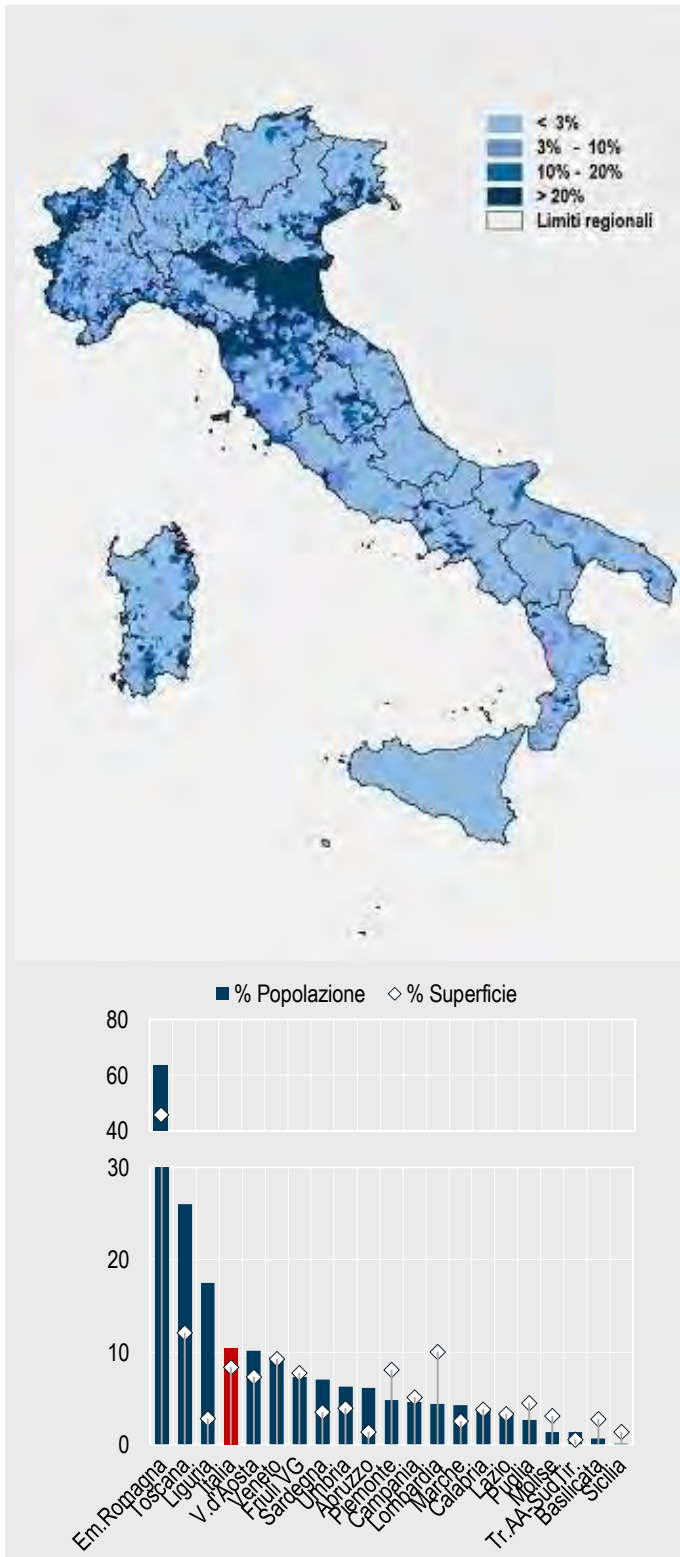 < 3%
3% - 10%
10% - 20%
> 20%
Limiti regionali
% Popolazione % Superficie
80
60
40
30
20
10
0
Em.Romagna
Toscana
Liguria
Italia
V.d'Aosta
Veneto
Friuli VG
Sardegna
Umbria
Abruzzo
Piemonte
Campania
Lombardia
Marche
Calabria
Lazio
Puglia
Molise
Tr.AA-SudTir.
Basilicata
Sicilia